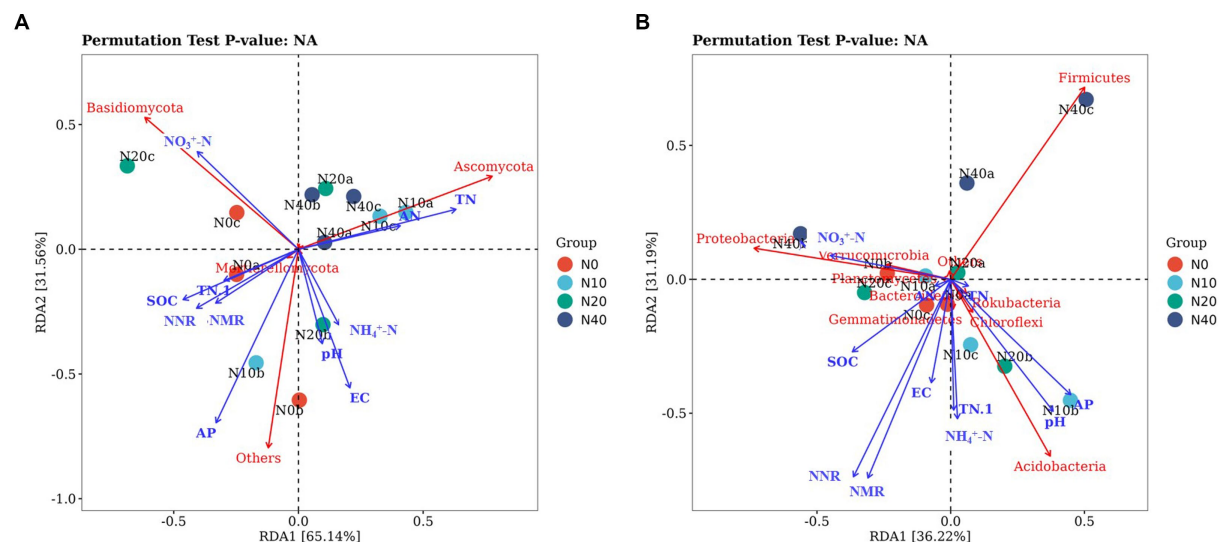 A
Permutation Test P-value: NA
Basidiomycota
NO₃⁺-N
N20c
Ascomycota
N20a
N40b
N40c
N10a
TN
AN
N0c
N10c
N40a
N0a
SOC
TN.1
NNR
NMR
NH₄⁺-N
N20b
pH
N10b
EC
N0b
AP
Others
0.5
0.0
-0.5
-1.0
-0.5
0.0
0.5
RDA1 [65.14%]
RDA2 [31.56%]
Group
N0
N10
N20
N40
B
Permutation Test P-value: NA
Firmicutes
N40c
N40a
Proteobacteria
NO₃⁺-N
Verrucomicrobia
N0b
N20a
N20c
N10a
TN
Rokubacteria
Gemmatimonadetes
Chloroflexi
N0c
SOC
N10c
N20b
EC
TN.1
AP
N10b
pH
NH₄⁺-N
Acidobacteria
NNR
NMR
0.5
0.0
-0.5
-0.5
0.0
0.5
RDA1 [36.22%]
RDA2 [31.19%]
Group
N0
N10
N20
N40